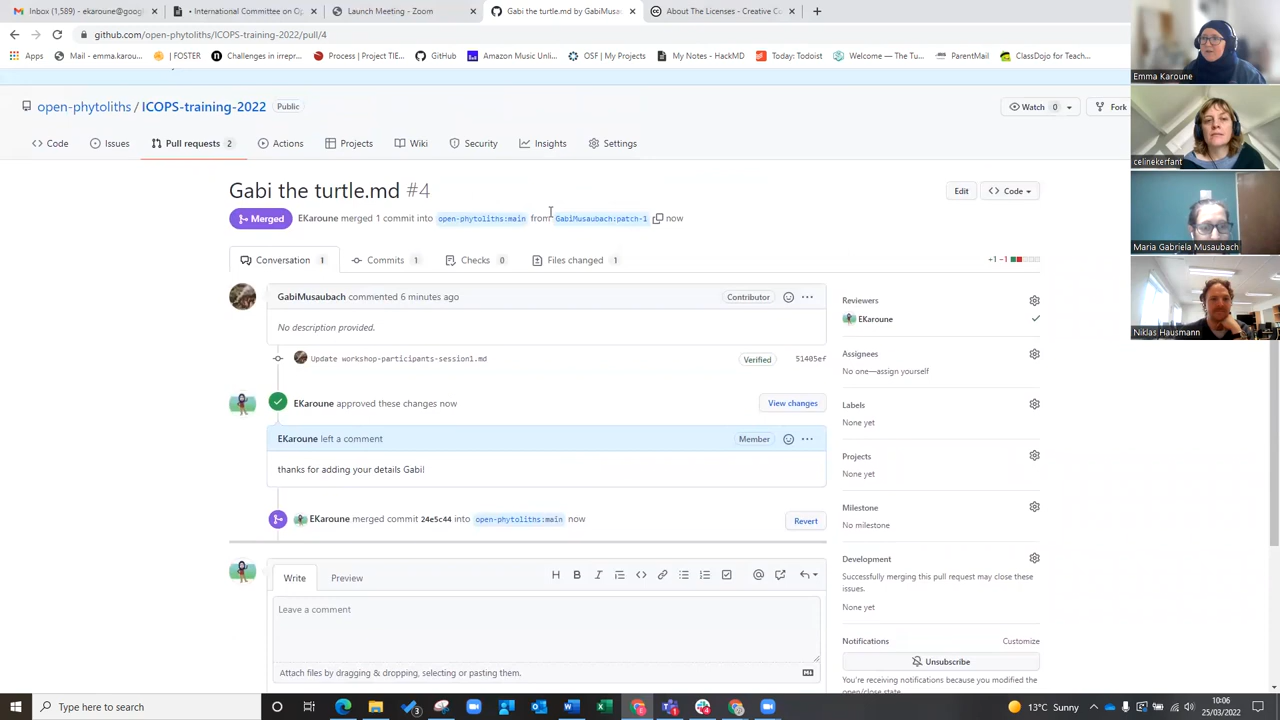 Inbox (1,589) - ekaroune@goog
• International Committee on Op
Launch Meeting - Zoom
Gabi the turtle.md by GabiMusau
About The Licenses - Creative Co
github.com/open-phytoliths/ICOPS-training-2022/pull/4
Apps
Mail - emma.karou...
FOSTER
Challenges in irrepr...
Process | Project TIE...
GitHub
Amazon Music Unli...
OSF | My Projects
My Notes - HackMD
Todoist: Today
Welcome — The Tu...
ParentMail
ClassDojo for Teach...
open-phytoliths / ICOPS-training-2022 Public
Watch 0
Fork
Code
Issues
Pull requests 2
Actions
Projects
Wiki
Security
Insights
Settings
Gabi the turtle.md #4
Edit
Code
Merged EKaroune merged 1 commit into open-phytoliths:main from GabiMusaubach:patch-1 now
Conversation 1
Commits 1
Checks 0
Files changed 1
+1 −1
GabiMusaubach commented 6 minutes ago
Contributor
No description provided.
Update workshop-participants-session1.md
Verified
51405ef
EKaroune approved these changes now
View changes
EKaroune left a comment
Member
thanks for adding your details Gabi!
EKaroune merged commit 24e5c44 into open-phytoliths:main now
Revert
Write
Preview
Leave a comment
Attach files by dragging & dropping, selecting or pasting them.
Reviewers
EKaroune
Assignees
No one—assign yourself
Labels
None yet
Projects
None yet
Milestone
No milestone
Development
Successfully merging this pull request may close these
issues.
None yet
Notifications
Customize
Unsubscribe
You're receiving notifications because you modified the
open/close state.
Emma Karoune
celinekerfant
Maria Gabriela Musaubach
Niklas Hausmann
Type here to search
13°C Sunny
10:06
25/03/2022